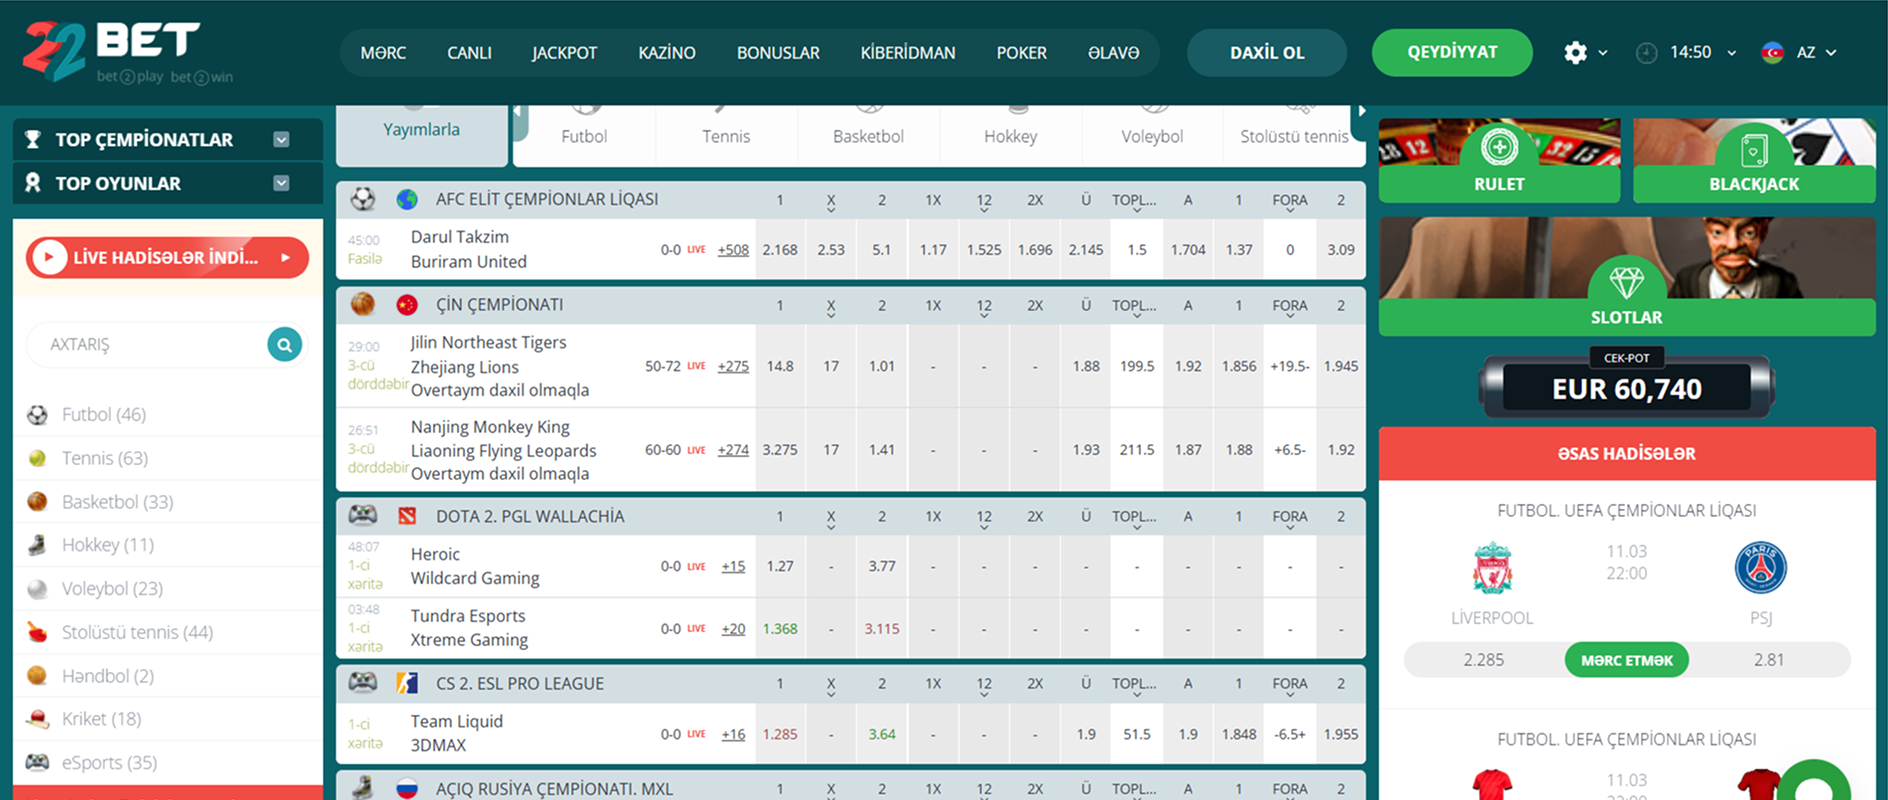 22 BET
bet 2 play bet 2 win
MƏRC CANLI JACKPOT KAZİNO BONUSLAR KİBERİDMAN POKER ƏLAVƏ
DAXİL OL
QEYDİYYAT
14:50
AZ
TOP ÇEMPİONATLAR
TOP OYUNLAR
LİVE HADİSƏLƏR İNDİ...
AXTARIŞ
Futbol (46)
Tennis (63)
Basketbol (33)
Hokkey (11)
Voleybol (23)
Stolüstü tennis (44)
Həndbol (2)
Kriket (18)
eSports (35)
Yayımlarla
Futbol Tennis Basketbol Hokkey Voleybol Stolüstü tennis
AFC ELİT ÇEMPİONLAR LİQASI 1 X 2 1X 12 2X Ü TOPL... A 1 FORA 2
45:00
Fasilə
Darul Takzim
Buriram United
0-0 LIVE +508 2.168 2.53 5.1 1.17 1.525 1.696 2.145 1.5 1.704 1.37 0 3.09
ÇİN ÇEMPİONATI 1 X 2 1X 12 2X Ü TOPL... A 1 FORA 2
29:00
3-cü
dörddəbir
Jilin Northeast Tigers
Zhejiang Lions
Overtaym daxil olmaqla
50-72 LIVE +275 14.8 17 1.01 - - - 1.88 199.5 1.92 1.856 +19.5- 1.945
26:51
3-cü
dörddəbir
Nanjing Monkey King
Liaoning Flying Leopards
Overtaym daxil olmaqla
60-60 LIVE +274 3.275 17 1.41 - - - 1.93 211.5 1.87 1.88 +6.5- 1.92
DOTA 2. PGL WALLACHİA 1 X 2 1X 12 2X Ü TOPL... A 1 FORA 2
48:07
1-ci
xəritə
Heroic
Wildcard Gaming
0-0 LIVE +15 1.27 - 3.77 - - - - - - - - -
03:48
1-ci
xəritə
Tundra Esports
Xtreme Gaming
0-0 LIVE +20 1.368 - 3.115 - - - - - - - - -
CS 2. ESL PRO LEAGUE 1 X 2 1X 12 2X Ü TOPL... A 1 FORA 2
1-ci
xəritə
Team Liquid
3DMAX
0-0 LIVE +16 1.285 - 3.64 - - - 1.9 51.5 1.9 1.848 -6.5+ 1.955
AÇIQ RUSİYA ÇEMPİONATI. MXL 1 X 2 1X 12 2X Ü TOPL... A 1 FORA 2
RULET
BLACKJACK
SLOTLAR
CEK-POT
EUR 60,740
ƏSAS HADİSƏLƏR
FUTBOL. UEFA ÇEMPİONLAR LİQASI
11.03
22:00
LİVERPOOL
PSJ
2.285 MƏRC ETMƏK 2.81
FUTBOL. UEFA ÇEMPİONLAR LİQASI
11.03